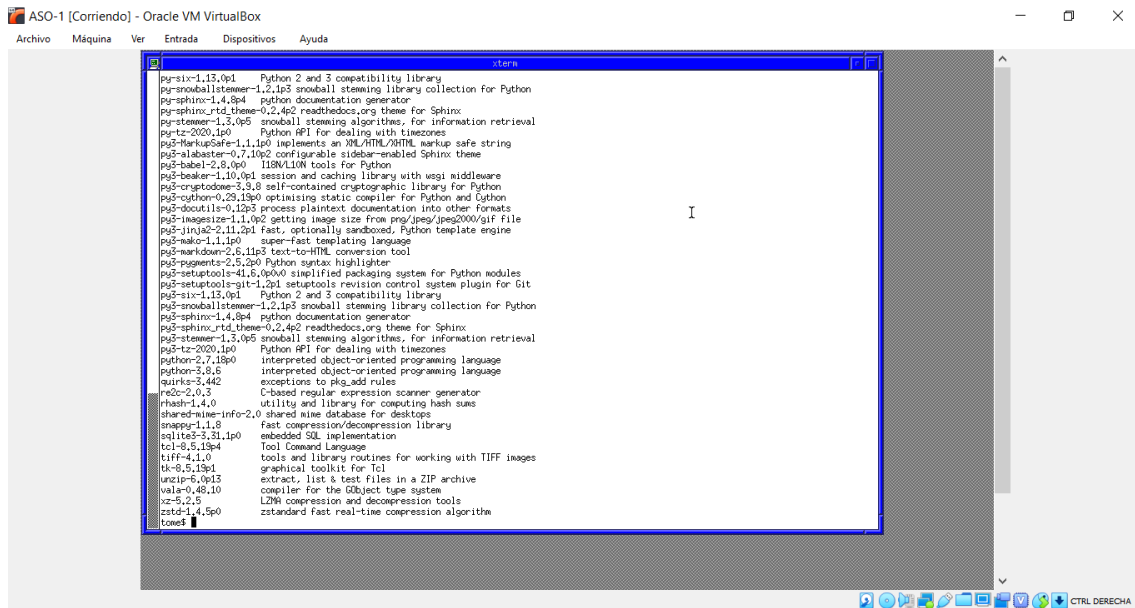 ASO-1 [Corriendo] - Oracle VM VirtualBox
Archivo Máquina Ver Entrada Dispositivos Ayuda
xterm
py-six-1.13.0p1 Python 2 and 3 compatibility library
py-snowballstemmer-1.2.1p3 snowball stemming library collection for Python
py-sphinx-1.4.8p4 python documentation generator
py-sphinx_rtd_theme-0.2.4p2 readthedocs.org theme for Sphinx
py-stemmer-1.3.0p5 snowball stemming algorithms, for information retrieval
py-tz-2020.1p0 Python API for dealing with timezones
py3-MarkupSafe-1.1.1p0 implements an XML/HTML/XHTML markup safe string
py3-alabaster-0.7.10p2 configurable sidebar-enabled Sphinx theme
py3-babel-2.8.0p0 I18N/L10N tools for Python
py3-beaker-1.10.0p1 session and caching library with wsgi middleware
py3-cryptodome-3.9.8 self-contained cryptographic library for Python
py3-cython-0.29.19p0 optimising static compiler for Python and Cython
py3-docutils-0.12p3 process plaintext documentation into other formats
py3-imagesize-1.1.0p2 getting image size from png/jpeg/jpeg2000/gif file
py3-jinja2-2.11.2p1 fast, optionally sandboxed, Python template engine
py3-mako-1.1.1p0 super-fast templating language
py3-markdown-2.6.11p3 text-to-HTML conversion tool
py3-pygments-2.5.2p0 Python syntax highlighter
py3-setuptools-41.6.0p0v0 simplified packaging system for Python modules
py3-setuptools-git-1.2p1 setuptools revision control system plugin for Git
py3-six-1.13.0p1 Python 2 and 3 compatibility library
py3-snowballstemmer-1.2.1p3 snowball stemming library collection for Python
py3-sphinx-1.4.8p4 python documentation generator
py3-sphinx_rtd_theme-0.2.4p2 readthedocs.org theme for Sphinx
py3-stemmer-1.3.0p5 snowball stemming algorithms, for information retrieval
py3-tz-2020.1p0 Python API for dealing with timezones
python-2.7.18p0 interpreted object-oriented programming language
python-3.8.6 interpreted object-oriented programming language
quirks-3.442 exceptions to pkg_add rules
re2c-2.0.3 C-based regular expression scanner generator
rhash-1.4.0 utility and library for computing hash sums
shared-mime-info-2.0 shared mime database for desktops
snappy-1.1.8 fast compression/decompression library
sqlite3-3.31.1p0 embedded SQL implementation
tcl-8.5.19p4 Tool Command Language
tiff-4.1.0 tools and library routines for working with TIFF images
tk-8.5.19p1 graphical toolkit for Tcl
unzip-6.0p13 extract, list & test files in a ZIP archive
vala-0.48.10 compiler for the GObject type system
xz-5.2.5 LZMA compression and decompression tools
zstd-1.4.5p0 zstandard fast real-time compression algorithm
tome$
CTRL DERECHA